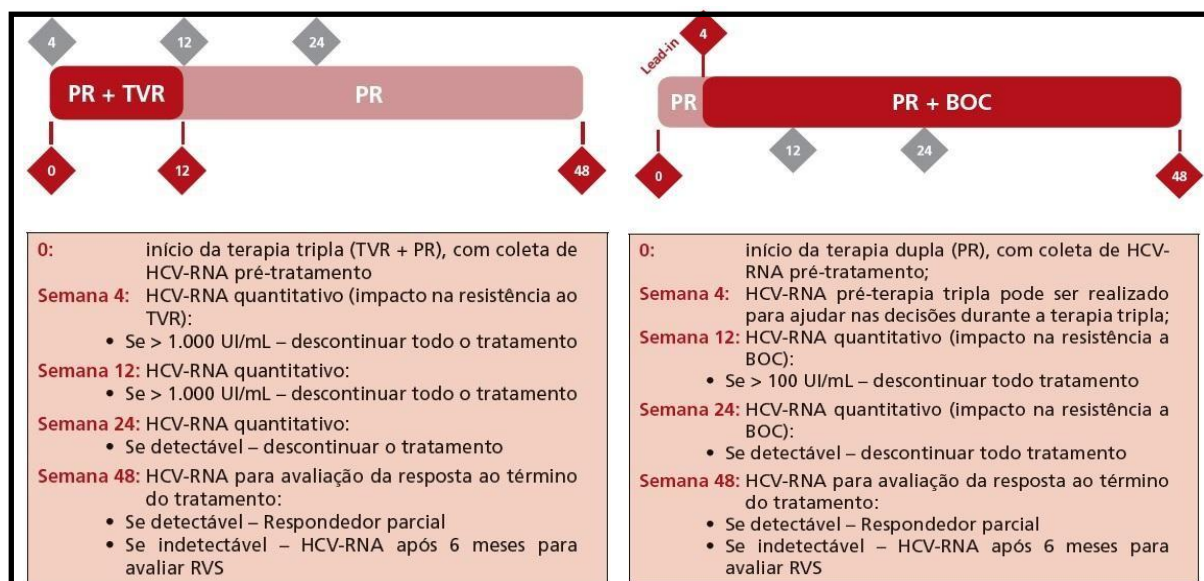 4
12
24
PR + TVR
PR
0
12
48
Lead-in
4
PR
PR + BOC
12
24
0
48
0: início da terapia tripla (TVR + PR), com coleta de
HCV-RNA pré-tratamento
Semana 4: HCV-RNA quantitativo (impacto na resistência ao
TVR):
• Se > 1.000 UI/mL – descontinuar todo o tratamento
Semana 12: HCV-RNA quantitativo:
• Se > 1.000 UI/mL – descontinuar todo o tratamento
Semana 24: HCV-RNA quantitativo:
• Se detectável – descontinuar o tratamento
Semana 48: HCV-RNA para avaliação da resposta ao término
do tratamento:
• Se detectável – Respondedor parcial
• Se indetectável – HCV-RNA após 6 meses para
avaliar RVS
0: início da terapia dupla (PR), com coleta de HCV-
RNA pré-tratamento;
Semana 4: HCV-RNA pré-terapia tripla pode ser realizado
para ajudar nas decisões durante a terapia tripla;
Semana 12: HCV-RNA quantitativo (impacto na resistência a
BOC):
• Se > 100 UI/mL – descontinuar todo tratamento
Semana 24: HCV-RNA quantitativo (impacto na resistência a
BOC):
• Se detectável – descontinuar todo tratamento
Semana 48: HCV-RNA para avaliação da resposta ao término
do tratamento:
• Se detectável – Respondedor parcial
• Se indetectável – HCV-RNA após 6 meses para
avaliar RVS